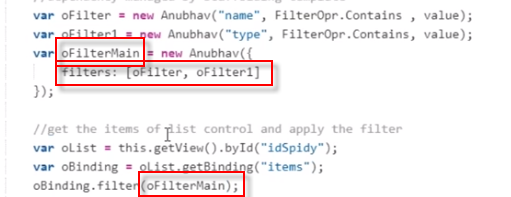 var oFilter = new Anubhav("name", FilterOpr.Contains , value);
var oFilter1 = new Anubhav("type", FilterOpr.Contains, value);
var oFilterMain = new Anubhav({
filters: [oFilter, oFilter1]
});
//get the items of list control and apply the filter
var oList = this.getView().byId("idSpidy");
var oBinding = oList.getBinding("items");
oBinding.filter(oFilterMain);